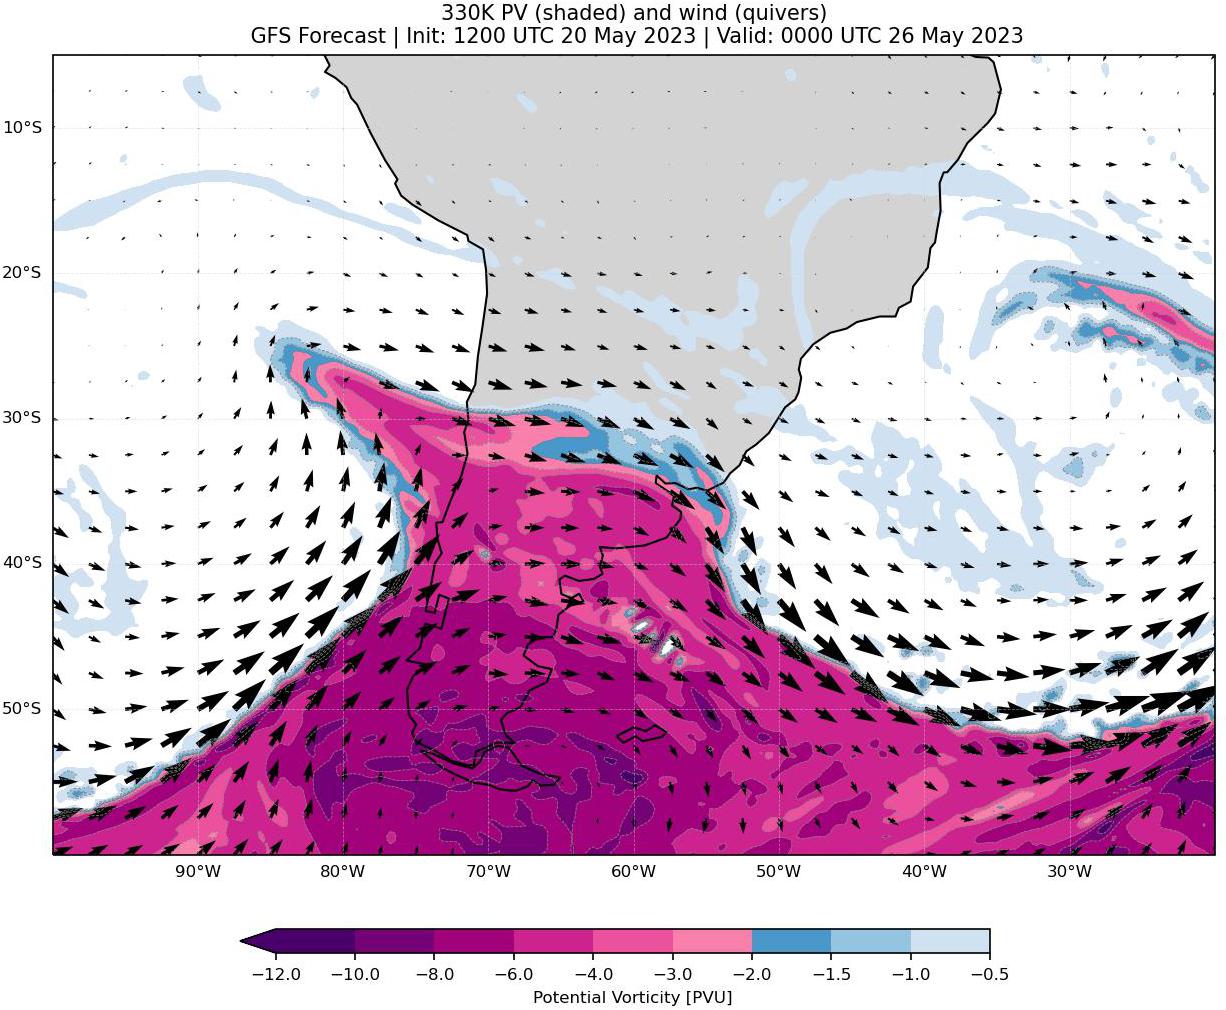 330K PV (shaded) and wind (quivers)
GFS Forecast | Init: 1200 UTC 20 May 2023 | Valid: 0000 UTC 26 May 2023
10°S
20°S
30°S
40°S
50°S
90°W 80°W 70°W 60°W 50°W 40°W 30°W
−12.0 −10.0 −8.0 −6.0 −4.0 −3.0 −2.0 −1.5 −1.0 −0.5
Potential Vorticity [PVU]